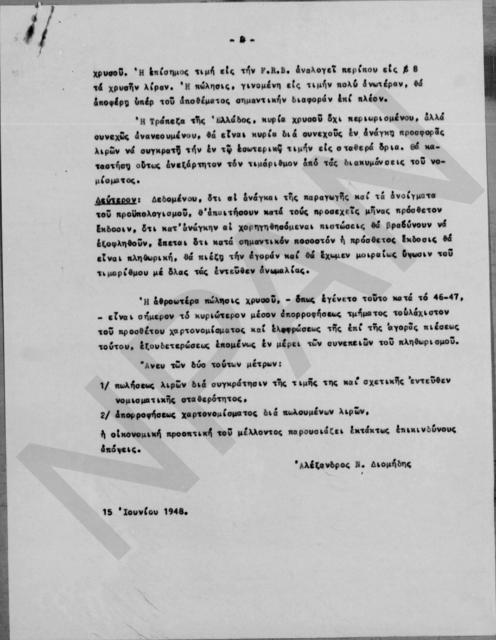 χρυσοῦ. Ἡ ἐπίσημος τιμή εἰς τήν F.R.B. ἀναλογεῖ περίπου εἰς $ 8
τά χρυσῆν λίραν. Ἡ πώλησις, γινομένη εἰς τιμήν πολύ ἀνωτέραν, θά
ἀποφέρῃ ὑπέρ τοῦ ἀποθέματος σημαντικήν διαφοράν ἐπί πλέον.
Ἡ Τράπεζα τῆς Ἑλλάδος, κυρία χρυσοῦ ὄχι περιωρισμένου, ἀλλά
συνεχῶς ἀνανεουμένου, θά εἶναι κυρία διά συνεχοῦς ἐν ἀνάγκῃ προσφορᾶς
λιρῶν νά συγκρατῇ τήν ἐν τῷ ἐσωτερικῷ τιμήν εἰς σταθερά ὅρια. Θά κα-
ταστήσῃ οὕτως ἀνεξάρτητον τόν τιμάριθμον ἀπό τάς διακυμάνσεις τοῦ νο-
μίσματος.
Δεύτερον: Δεδομένου, ὅτι αἱ ἀνάγκαι τῆς παραγωγῆς καί τά ἀνοίγματα
τοῦ προϋπολογισμοῦ, θ'ἀπαιτήσουν κατά τούς προσεχεῖς μῆνας πρόσθετον
ἔκδοσιν, ὅτι κατ'ἀνάγκην αἱ χορηγηθησόμεναι πιστώσεις θά βραδύνουν νά
ἐξοφληθοῦν, ἕπεται ὅτι κατά σημαντικόν ποσοστόν ἡ πρόσθετος ἔκδοσις θά
εἶναι πληθωρική, θά πιέζῃ τήν ἀγοράν καί θά ἔχωμεν μοιραίως ὕψωσιν τοῦ
τιμαρίθμου μέ ὅλας τάς ἐντεῦθεν ἀνωμαλίας.
Ἡ ἀθροωτέρα πώλησις χρυσοῦ, - ὅπως ἐγένετο τοῦτο κατά τό 46-47,
- εἶναι σήμερον τό κυριώτερον μέσον ἀπορροφήσεως τμήματος τοὐλάχιστον
τοῦ προσθέτου χαρτονομίσματος καί ἐλαφρώσεως τῆς ἐπί τῆς ἀγορᾶς πιέσεως
τούτου, ἐξουδετερώσεως ἑπομένως ἐν μέρει τῶν συνεπειῶν τοῦ πληθωρισμοῦ.
Ἄνευ τῶν δύο τούτων μέτρων:
1/ πωλήσεως λιρῶν διά συγκράτησιν τῆς τιμῆς της καί σχετικῆς ἐντεῦθεν
νομισματικῆς σταθερότητος,
2/ ἀπορροφήσεως χαρτονομίσματος διά πωλουμένων λιρῶν,
ἡ οἰκονομική προοπτική τοῦ μέλλοντος παρουσιάζει ἐκτάκτως ἐπικινδύνους
ἀπόψεις.
Ἀλέξανδρος Ν. Διομήδης
15 Ἰουνίου 1948.